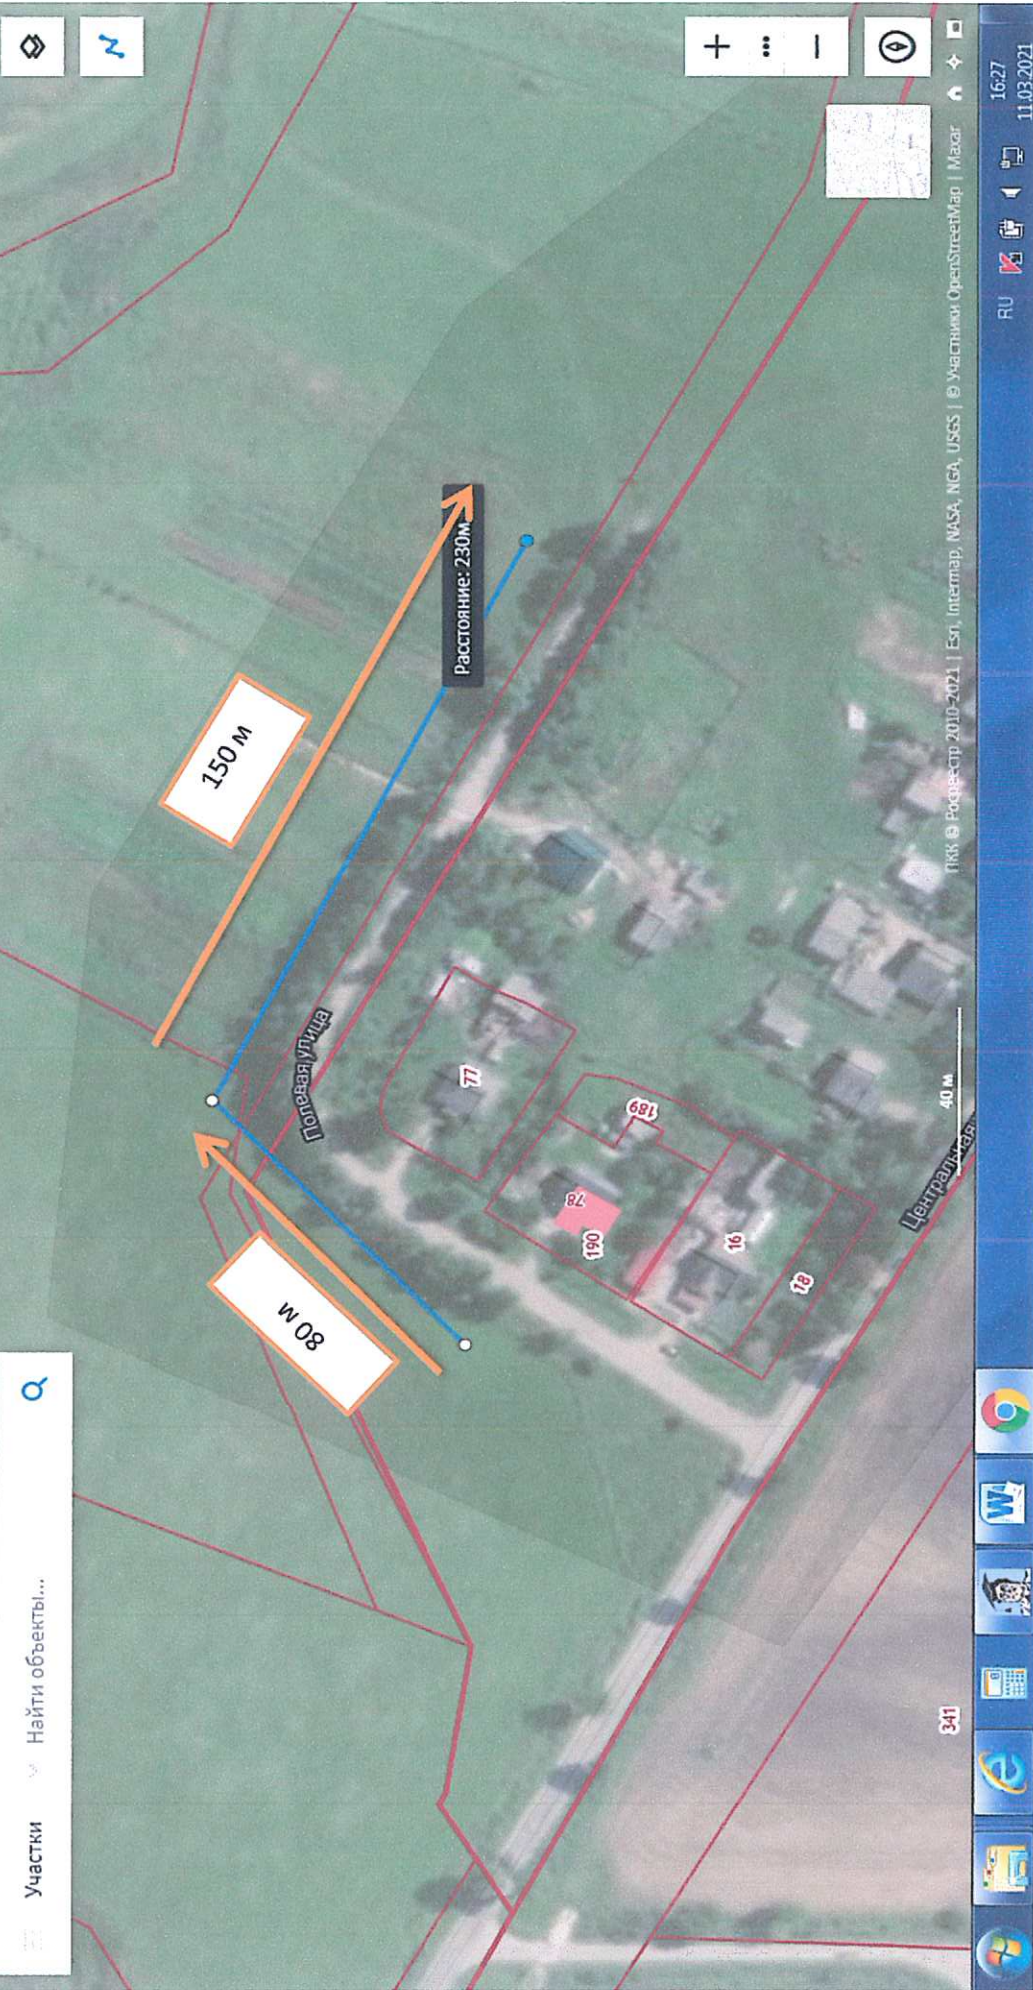 Участки
Найти объекты...
150 м
80 м
Расстояние: 230м
Полевая улица
77
189
78
190
16
18
341
Центральная
40 м
ПКК © Росреестр 2010-2021 | Esri, Intermap, NASA, NGA, USGS | © Участники OpenStreetMap | Maxar
RU
16:27
11.03.2021